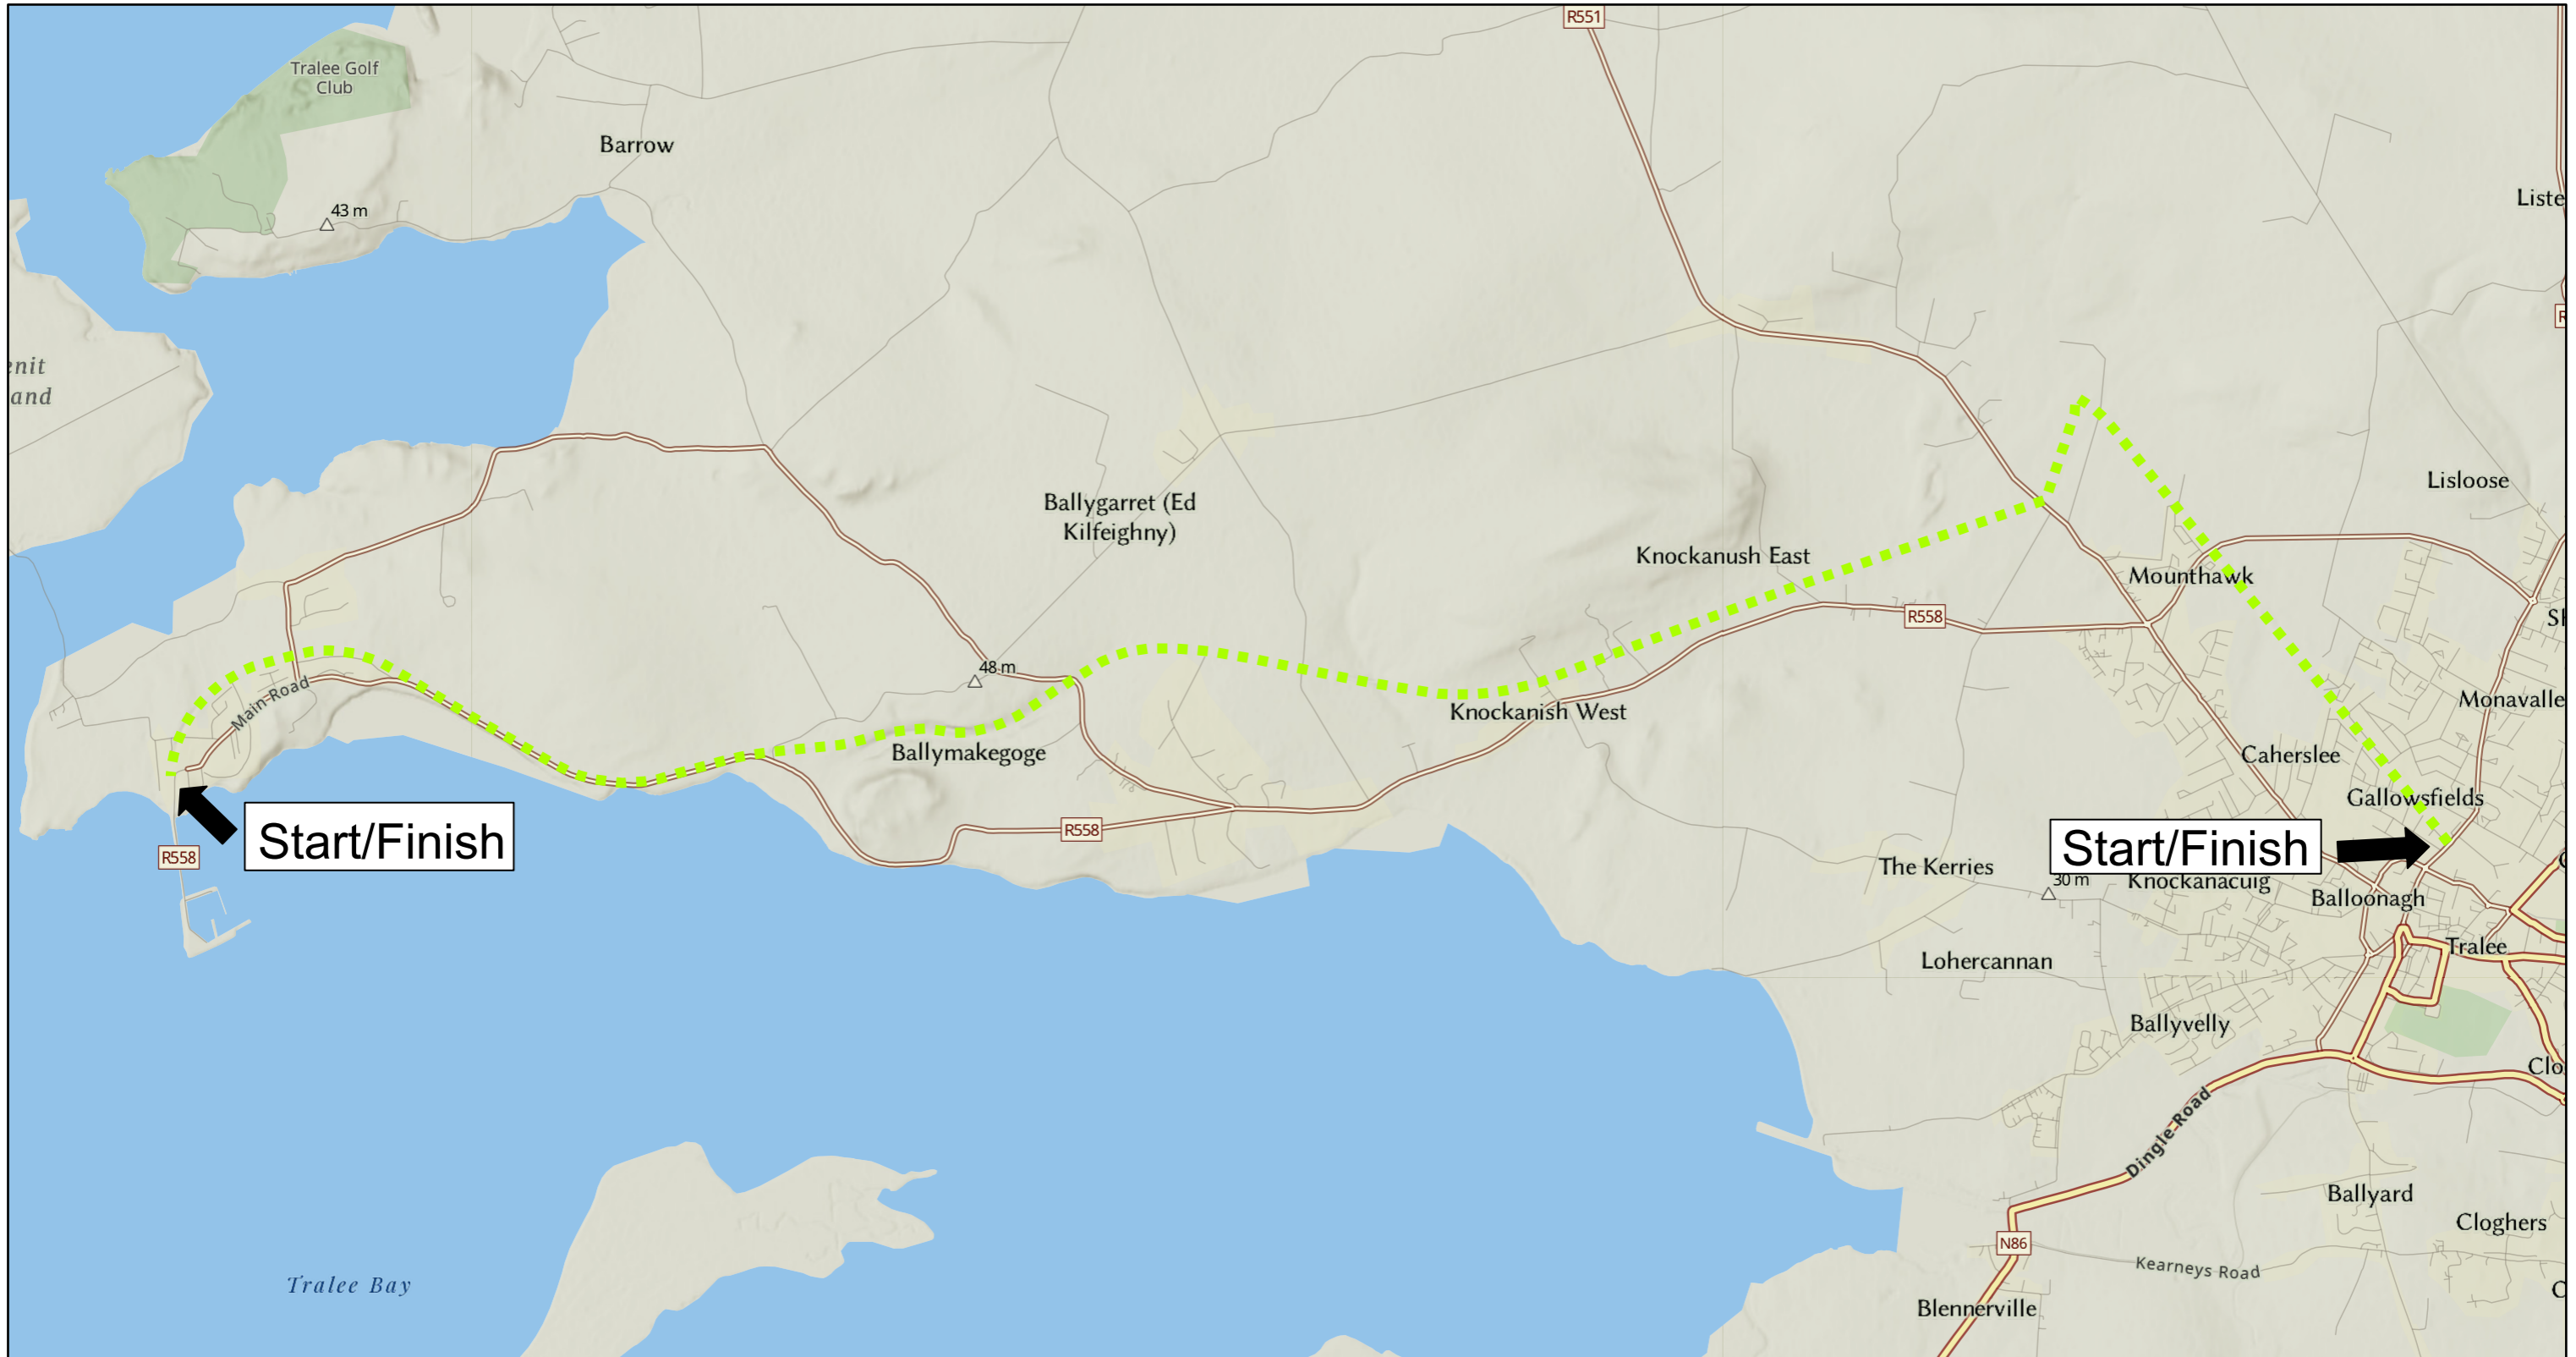 R551
Tralee Golf
Club
Barrow
43 m
Liste
R
enit
and
Lisloose
Ballygarret (Ed
Kilfeighny)
Knockanush East
Mounthawk
R558
48 m
Main Road
Monavalle
Knockanish West
Ballymakegoge
Caherslee
Gallowsfields
R558
Start/Finish
Start/Finish
R558
The Kerries
30 m
Knockanacuig
Balloonagh
Tralee
Lohercannan
Ballyvelly
Clo
Dingle Road
Ballyard
Cloghers
N86
Kearneys Road
Tralee Bay
Blennerville